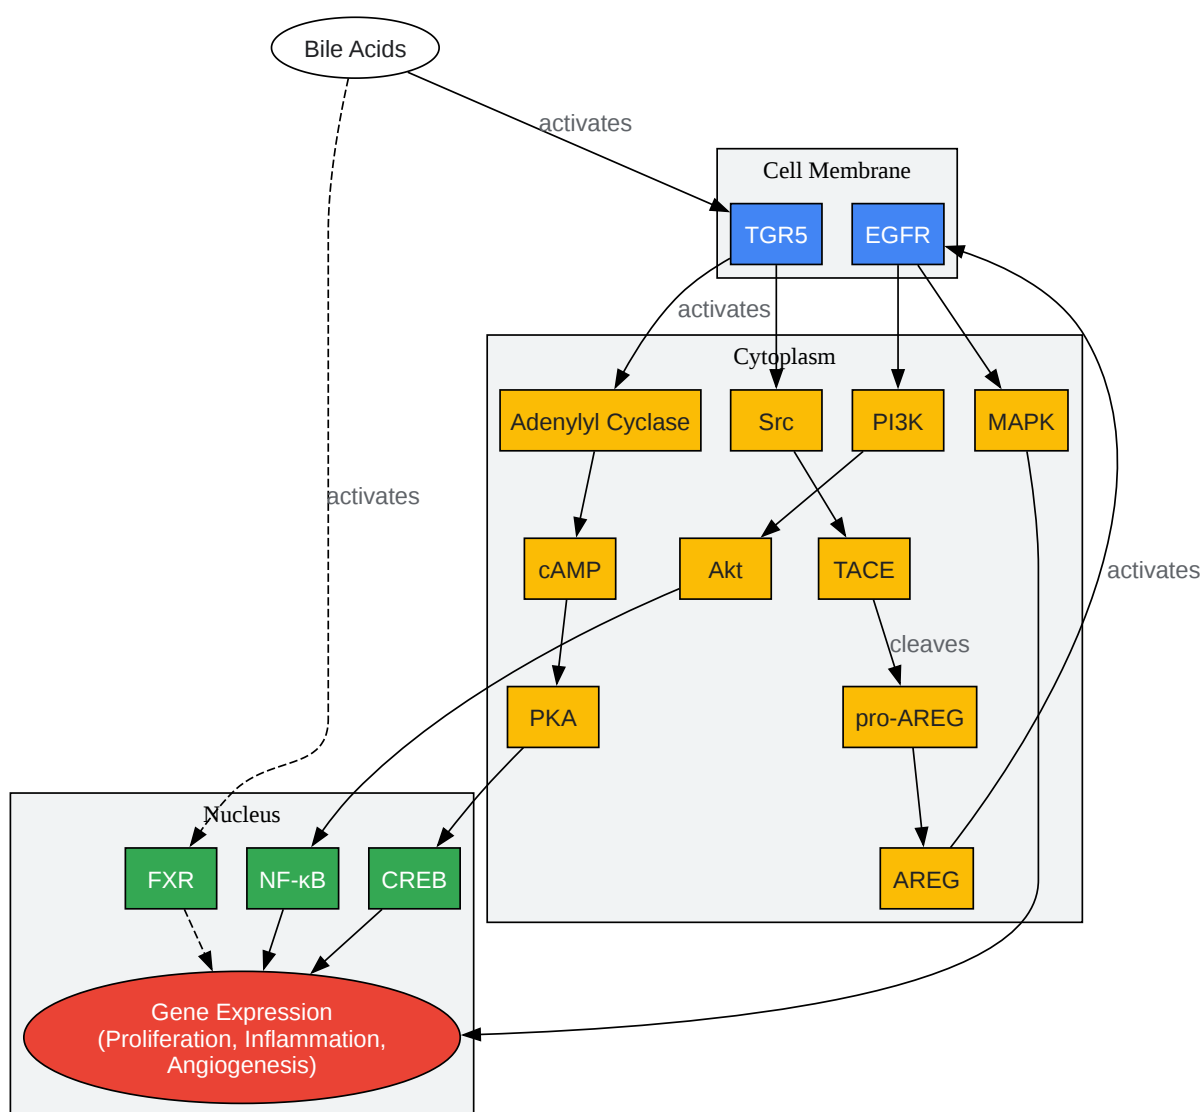 Bile Acids
activates
Cell Membrane
TGR5
EGFR
activates
Cytoplasm
Adenylyl Cyclase
Src
PI3K
MAPK
activates
cAMP
Akt
TACE
activates
cleaves
PKA
pro-AREG
Nucleus
FXR
NF-κB
CREB
AREG
Gene Expression
(Proliferation, Inflammation,
Angiogenesis)